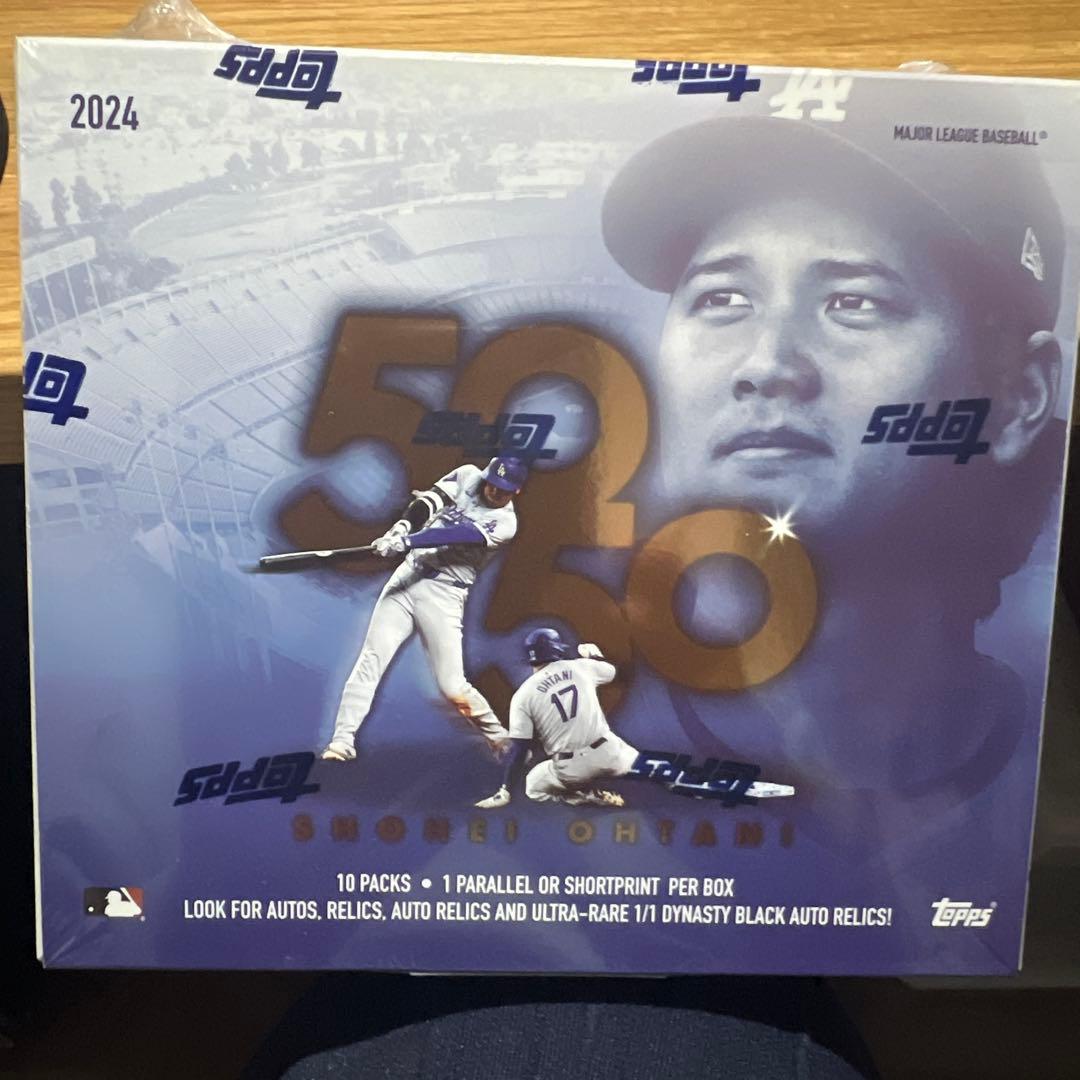 Topps
Topps
2024
LA
MAJOR LEAGUE BASEBALL®
Topps
50
Topps
Topps
LA
50
OHTANI
17
Topps
Topps
SHOHEI OHTANI
10 PACKS • 1 PARALLEL OR SHORTPRINT PER BOX
LOOK FOR AUTOS, RELICS, AUTO RELICS AND ULTRA-RARE 1/1 DYNASTY BLACK AUTO RELICS!
Topps®